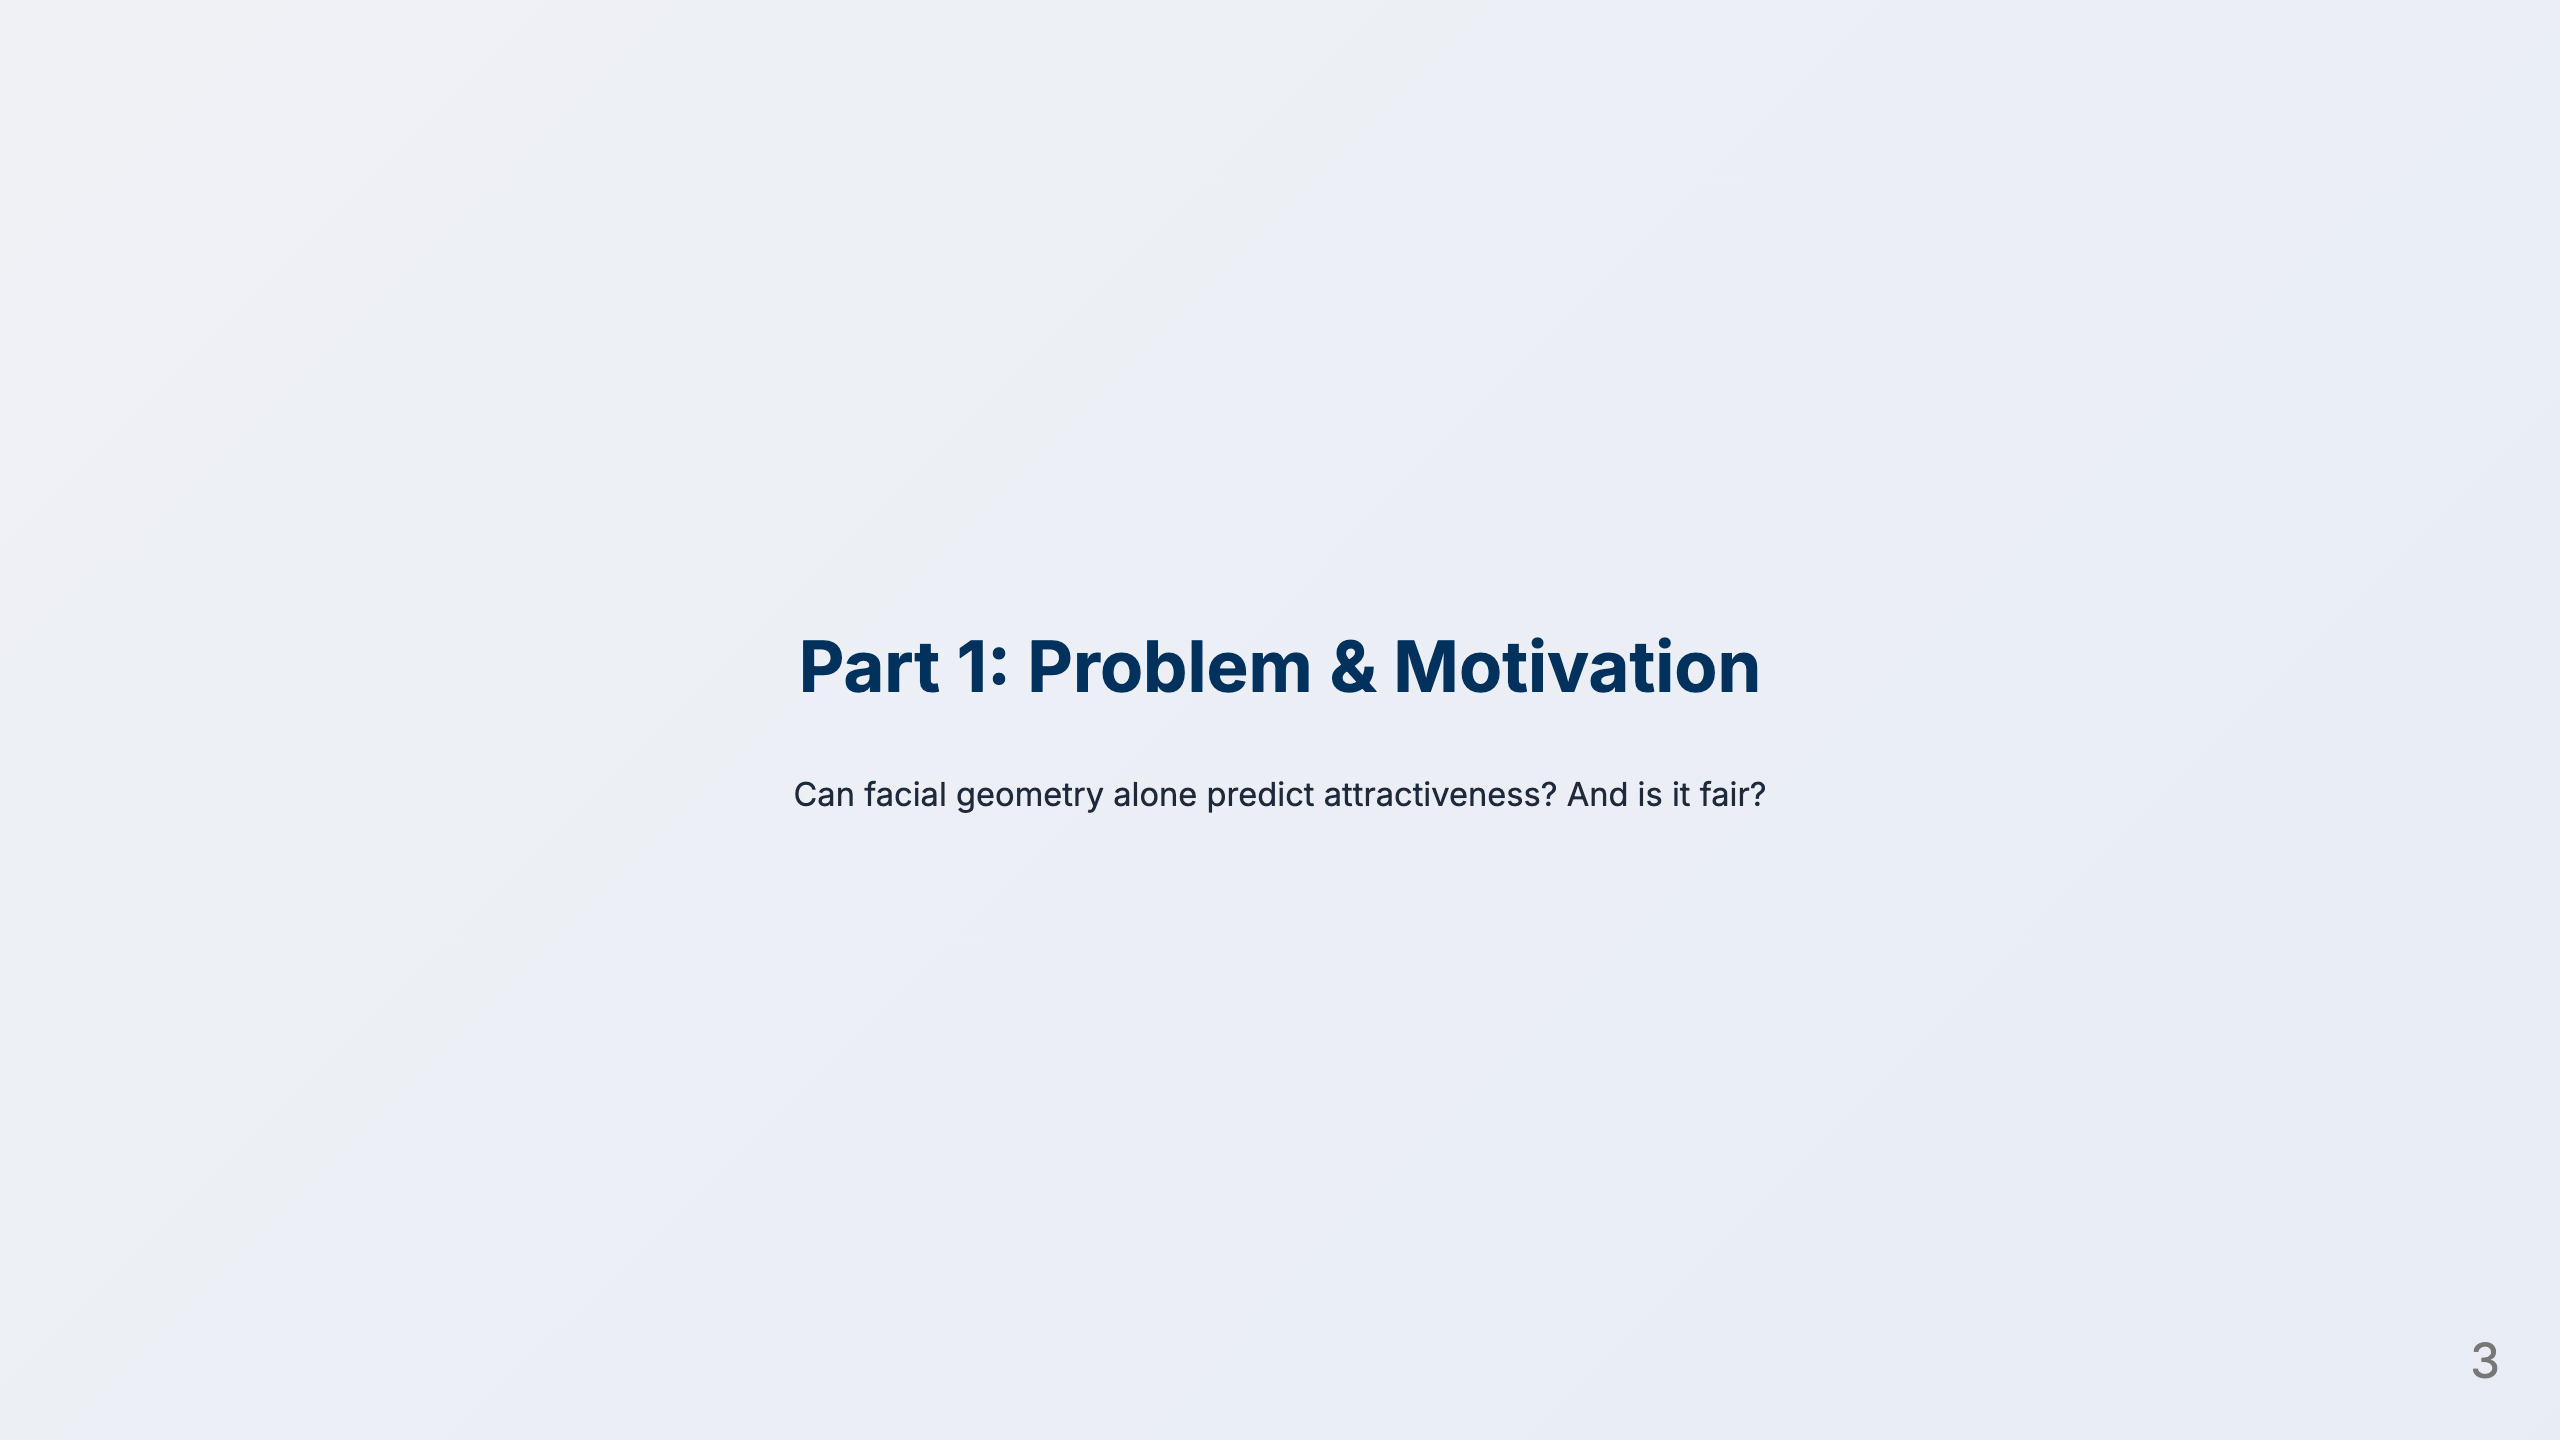 Part 1: Problem & Motivation
Can facial geometry alone predict attractiveness? And is it fair?
3